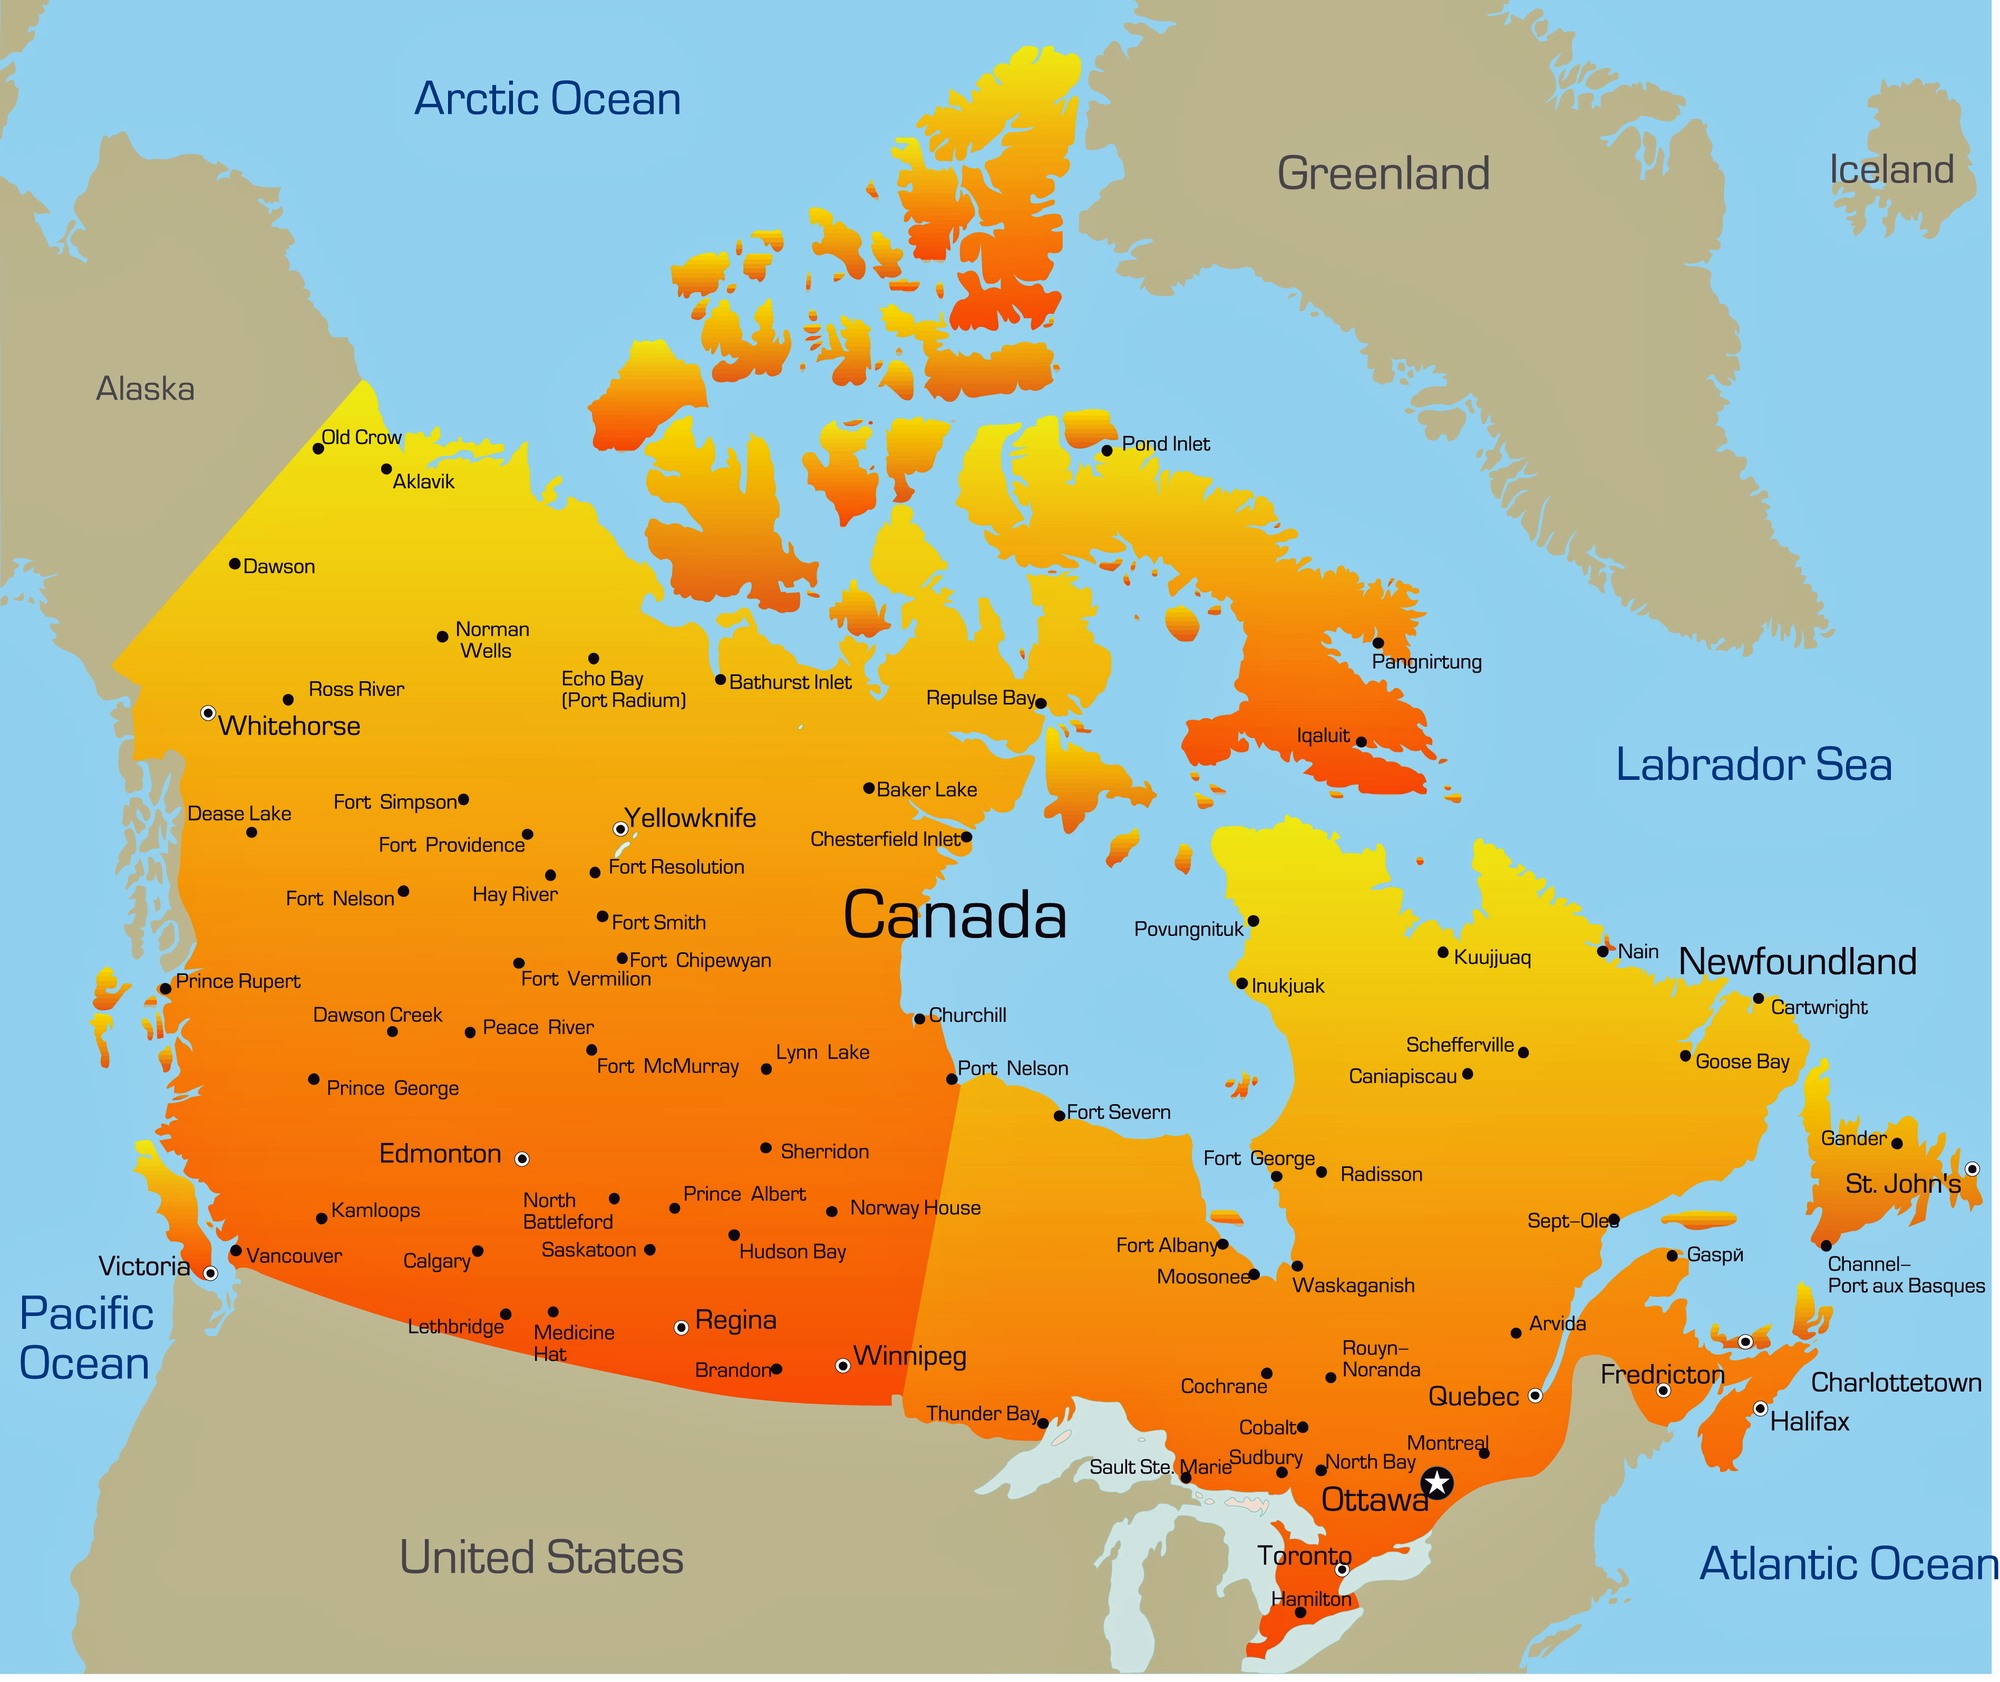 Arctic Ocean
Greenland
Iceland
Alaska
Old Crow
Aklavik
Pond Inlet
Dawson
Norman
Wells
Echo Bay
(Port Radium)
Bathurst Inlet
Ross River
Whitehorse
Repulse Bay
Pangnirtung
Iqaluit
Labrador Sea
Baker Lake
Fort Simpson
Dease Lake
Yellowknife
Fort Providence
Chesterfield Inlet
Fort Resolution
Hay River
Fort Nelson
Canada
Fort Smith
Povungnituk
Kuujjuaq
Nain
Newfoundland
Fort Chipewyan
Fort Vermilion
Prince Rupert
Inukjuak
Cartwright
Dawson Creek
Peace River
Churchill
Schefferville
Goose Bay
Lynn Lake
Fort McMurray
Port Nelson
Caniapiscau
Prince George
Fort Severn
Gander
Edmonton
Sherridon
Fort George
Radisson
St. John's
North
Battleford
Prince Albert
Norway House
Kamloops
Sept-Oles
Saskatoon
Hudson Bay
Fort Albany
Gaspй
Vancouver
Calgary
Victoria
Moosonee
Waskaganish
Channel-
Port aux Basques
Pacific
Ocean
Lethbridge
Medicine
Hat
Regina
Arvida
Winnipeg
Brandon
Rouyn-
Noranda
Cochrane
Quebec
Fredricton
Charlottetown
Halifax
Thunder Bay
Cobalt
Montreal
Sault Ste. Marie
Sudbury
North Bay
Ottawa
United States
Toronto
Atlantic Ocean
Hamilton